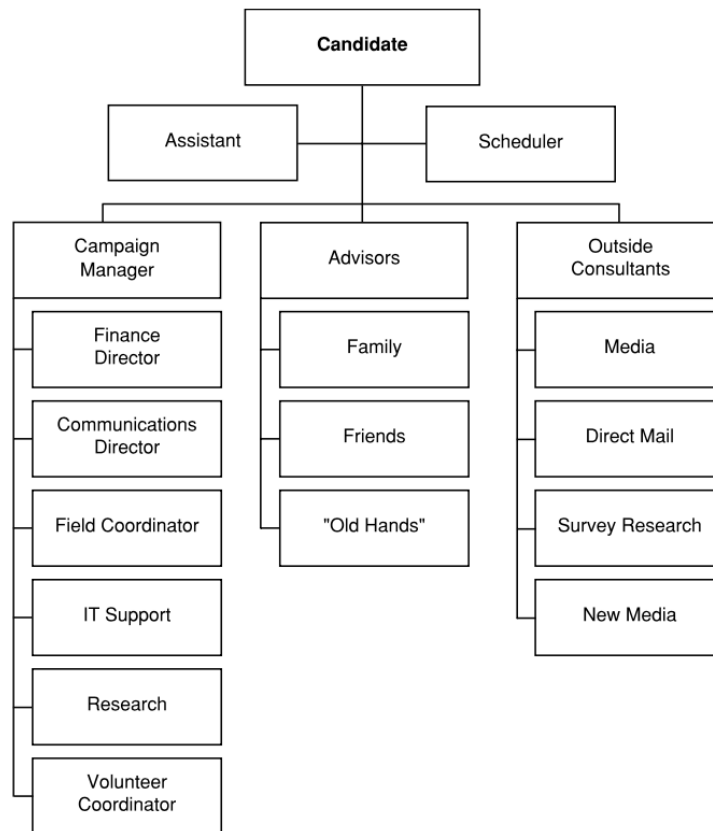 Candidate
Assistant
Scheduler
Campaign
Manager
Finance
Director
Communications
Director
Field Coordinator
IT Support
Research
Volunteer
Coordinator
Advisors
Family
Friends
"Old Hands"
Outside
Consultants
Media
Direct Mail
Survey Research
New Media